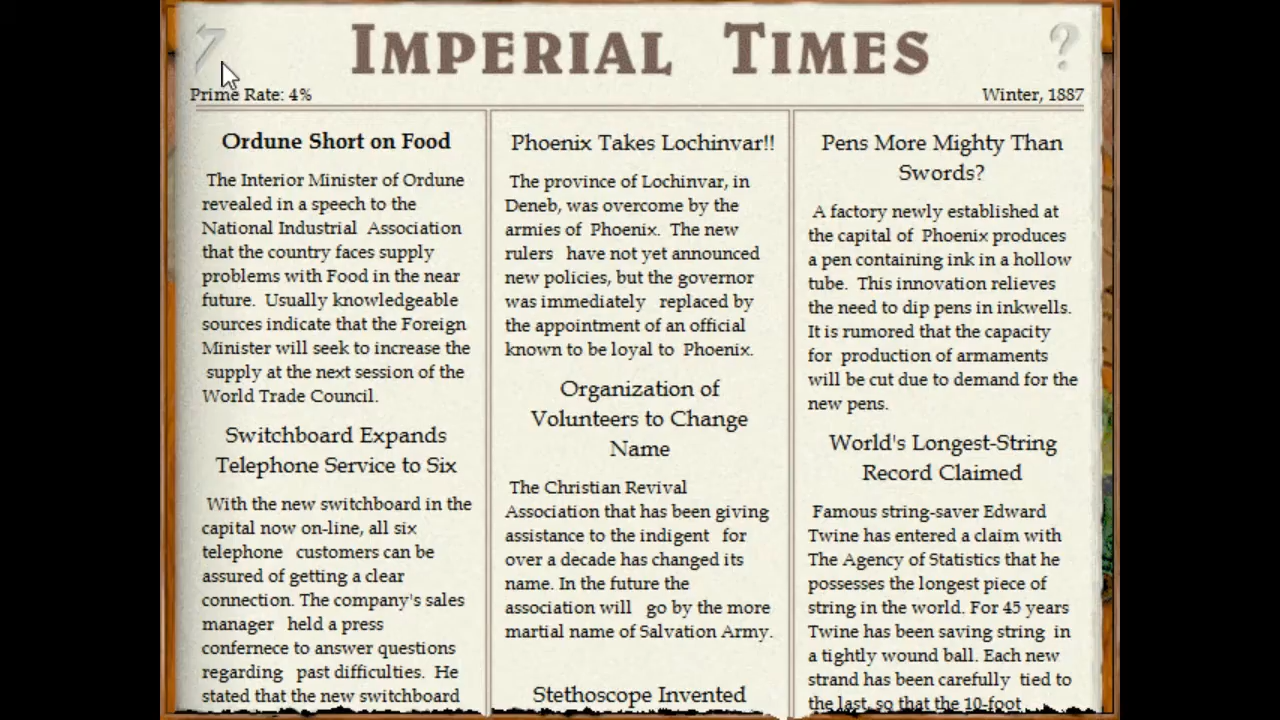 IMPERIAL TIMES
Prime Rate: 4%
Winter, 1887
Ordune Short on Food
The Interior Minister of Ordune
revealed in a speech to the
National Industrial Association
that the country faces supply
problems with Food in the near
future. Usually knowledgeable
sources indicate that the Foreign
Minister will seek to increase the
supply at the next session of the
World Trade Council.
Switchboard Expands
Telephone Service to Six
With the new switchboard in the
capital now on-line, all six
telephone customers can be
assured of getting a clear
connection. The company's sales
manager held a press
confernece to answer questions
regarding past difficulties. He
stated that the new switchboard
Phoenix Takes Lochinvar!!
The province of Lochinvar, in
Deneb, was overcome by the
armies of Phoenix. The new
rulers have not yet announced
new policies, but the governor
was immediately replaced by
the appointment of an official
known to be loyal to Phoenix.
Organization of
Volunteers to Change
Name
The Christian Revival
Association that has been giving
assistance to the indigent for
over a decade has changed its
name. In the future the
association will go by the more
martial name of Salvation Army.
Stethoscope Invented
Pens More Mighty Than
Swords?
A factory newly established at
the capital of Phoenix produces
a pen containing ink in a hollow
tube. This innovation relieves
the need to dip pens in inkwells.
It is rumored that the capacity
for production of armaments
will be cut due to demand for the
new pens.
World's Longest-String
Record Claimed
Famous string-saver Edward
Twine has entered a claim with
The Agency of Statistics that he
possesses the longest piece of
string in the world. For 45 years
Twine has been saving string in
a tightly wound ball. Each new
strand has been carefully tied to
the last, so that the 10-foot
?